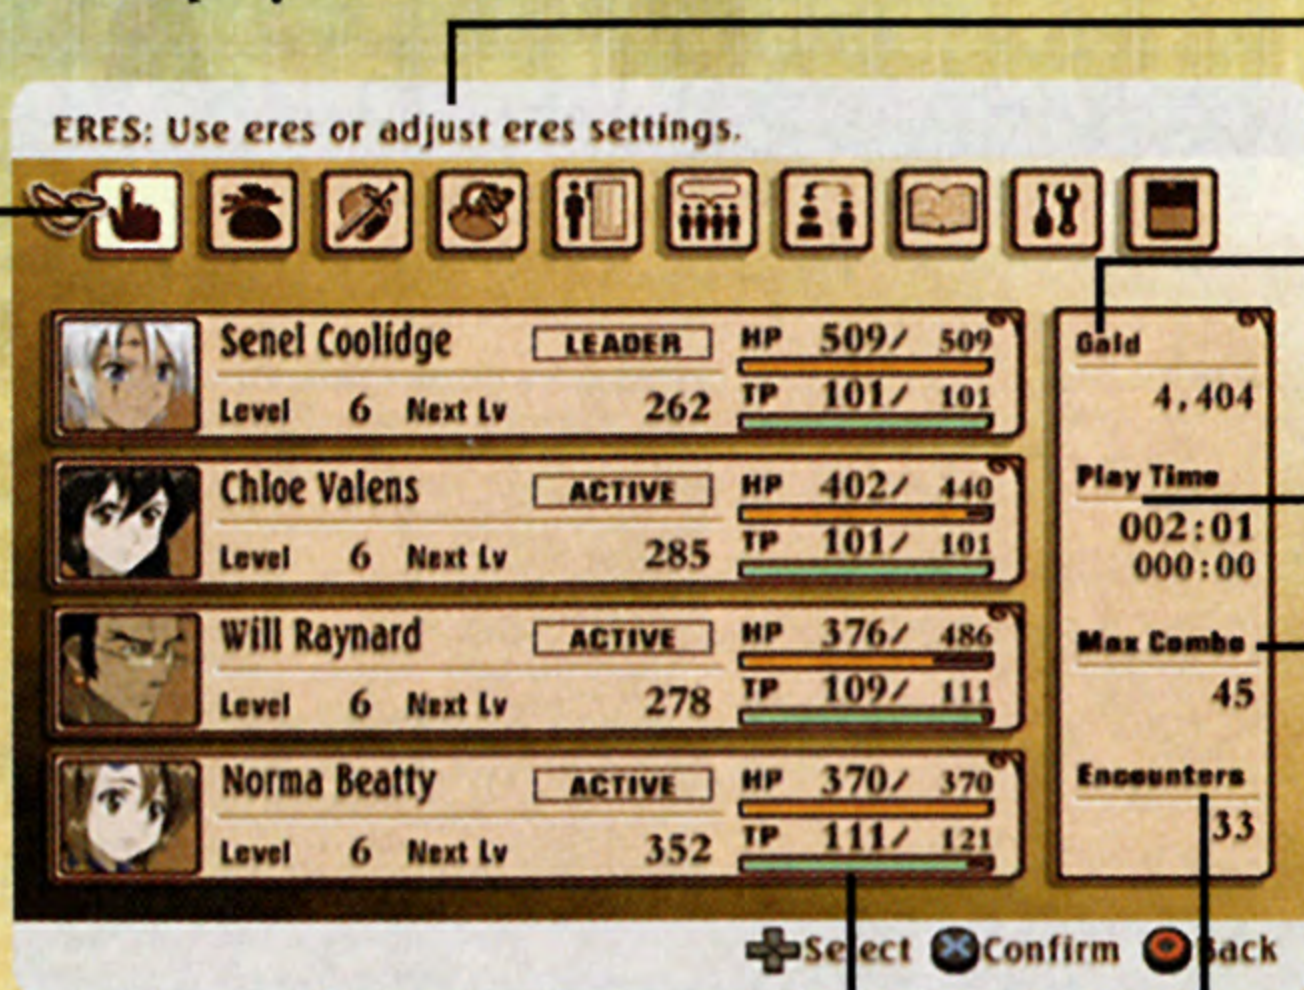 ERES: Use eres or adjust eres settings.
Senel Coolidge LEADER HP 509/ 509
TP 101/ 101
Level 6 Next Lv 262
Chloe Valens ACTIVE HP 402/ 440
TP 101/ 101
Level 6 Next Lv 285
Will Raynard ACTIVE HP 376/ 486
TP 109/ 111
Level 6 Next Lv 278
Norma Beatty ACTIVE HP 370/ 370
TP 111/ 121
Level 6 Next Lv 352
Gald
4,404
Play Time
002:01
000:00
Max Combo
45
Encounters
33
Select Confirm Back